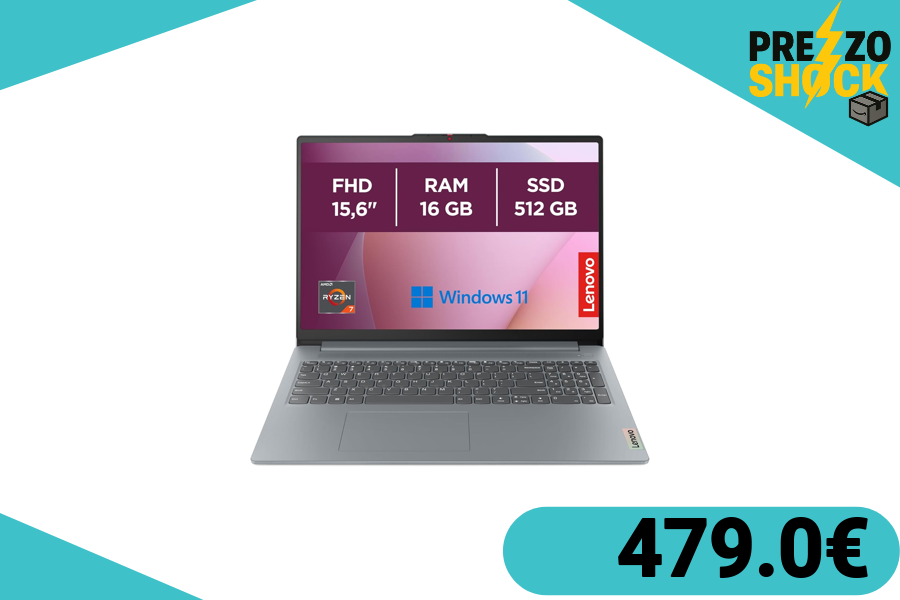 PREZZO
SHOCK
FHD
15,6"
RAM
16 GB
SSD
512 GB
Lenovo
AMD
RYZEN
7
Windows 11
Lenovo
479.0€